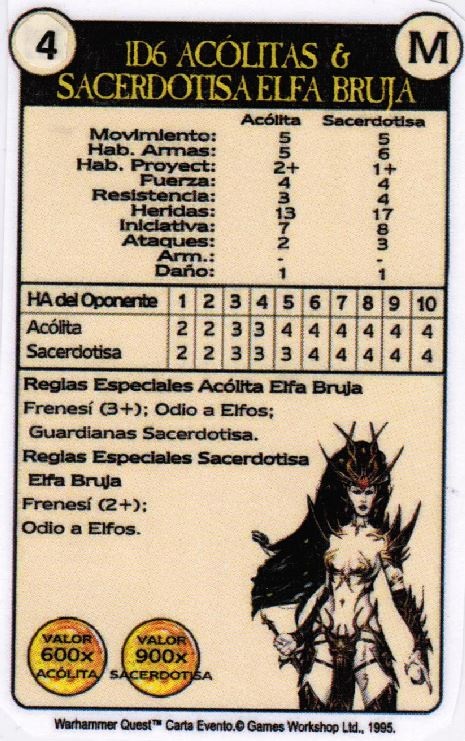 4
M
1D6 ACÓLITAS &
SACERDOTISA ELFA BRUJA
Acólita Sacerdotisa
Movimiento: 5 5
Hab. Armas: 5 6
Hab. Proyect: 2+ 1+
Fuerza: 4 4
Resistencia: 3 4
Heridas: 13 17
Iniciativa: 7 8
Ataques: 2 3
Arm.: - -
Daño: 1 1
HA del Oponente 1 2 3 4 5 6 7 8 9 10
Acólita 2 2 3 3 4 4 4 4 4 4
Sacerdotisa 2 2 3 3 3 4 4 4 4 4
Reglas Especiales Acólita Elfa Bruja
Frenesí (3+); Odio a Elfos;
Guardianas Sacerdotisa.
Reglas Especiales Sacerdotisa
Elfa Bruja
Frenesí (2+);
Odio a Elfos.
VALOR
600x
ACÓLITA
VALOR
900x
SACERDOTISA
Warhammer Quest™ Carta Evento.© Games Workshop Ltd., 1995.